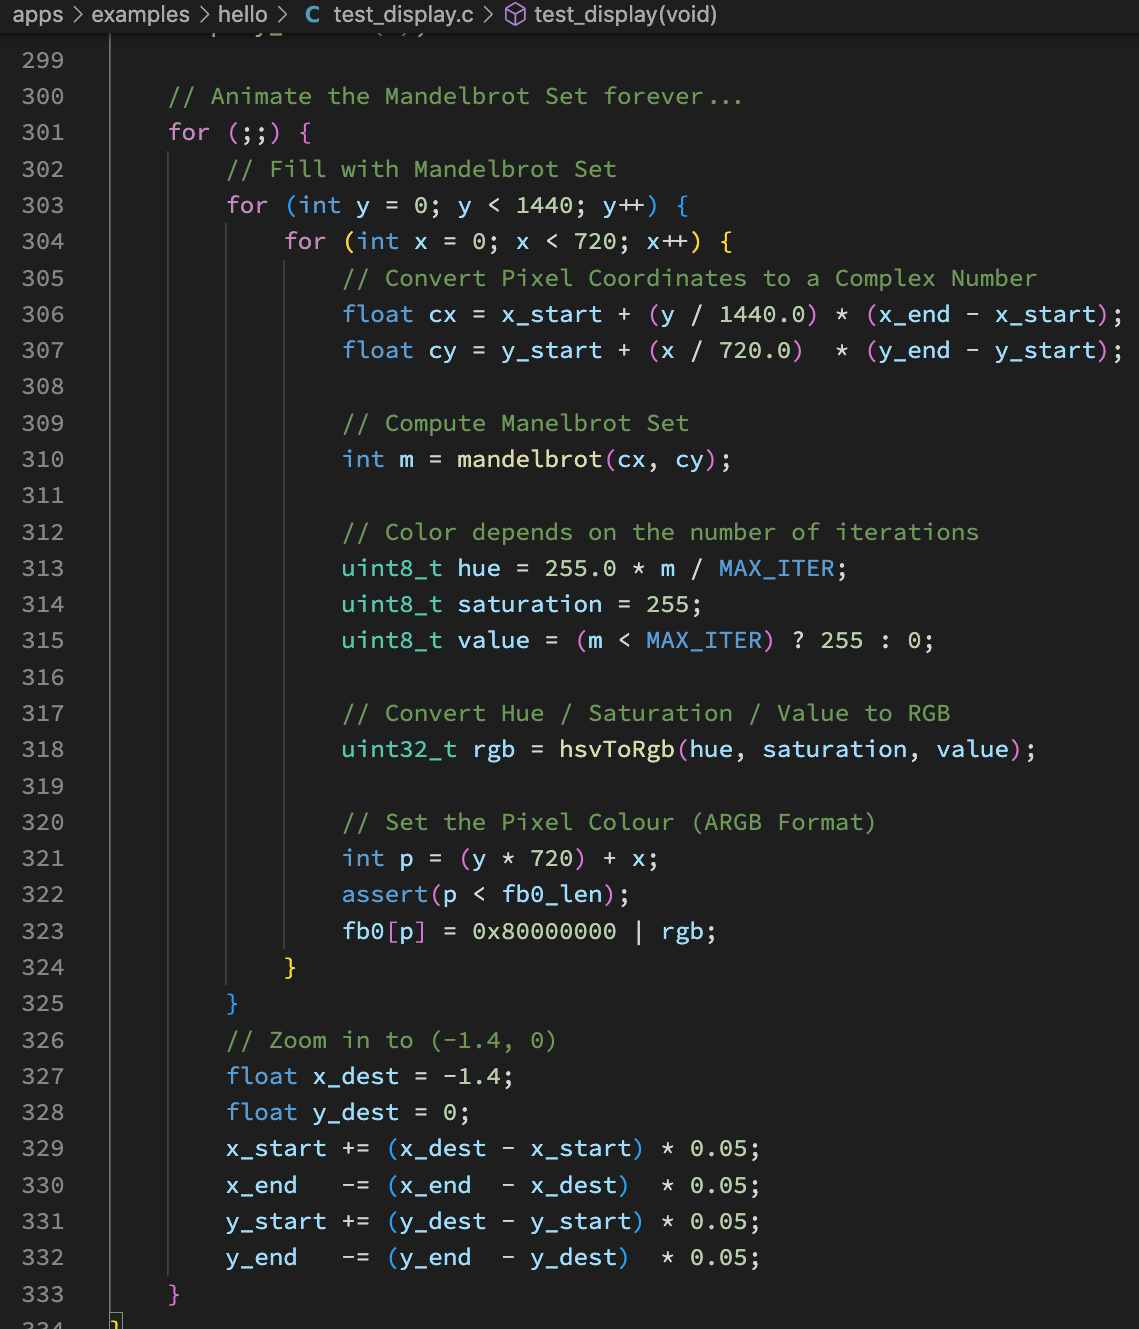 apps > examples > hello > C test_display.c > test_display(void)
299
300 // Animate the Mandelbrot Set forever...
301 for (;;) {
302 // Fill with Mandelbrot Set
303 for (int y = 0; y < 1440; y++) {
304 for (int x = 0; x < 720; x++) {
305 // Convert Pixel Coordinates to a Complex Number
306 float cx = x_start + (y / 1440.0) * (x_end - x_start);
307 float cy = y_start + (x / 720.0)  * (y_end - y_start);
308
309 // Compute Manelbrot Set
310 int m = mandelbrot(cx, cy);
311
312 // Color depends on the number of iterations
313 uint8_t hue = 255.0 * m / MAX_ITER;
314 uint8_t saturation = 255;
315 uint8_t value = (m < MAX_ITER) ? 255 : 0;
316
317 // Convert Hue / Saturation / Value to RGB
318 uint32_t rgb = hsvToRgb(hue, saturation, value);
319
320 // Set the Pixel Colour (ARGB Format)
321 int p = (y * 720) + x;
322 assert(p < fb0_len);
323 fb0[p] = 0x80000000 | rgb;
324 }
325 }
326 // Zoom in to (-1.4, 0)
327 float x_dest = -1.4;
328 float y_dest = 0;
329 x_start += (x_dest - x_start) * 0.05;
330 x_end   -= (x_end  - x_dest)  * 0.05;
331 y_start += (y_dest - y_start) * 0.05;
332 y_end   -= (y_end  - y_dest)  * 0.05;
333 }
334 }